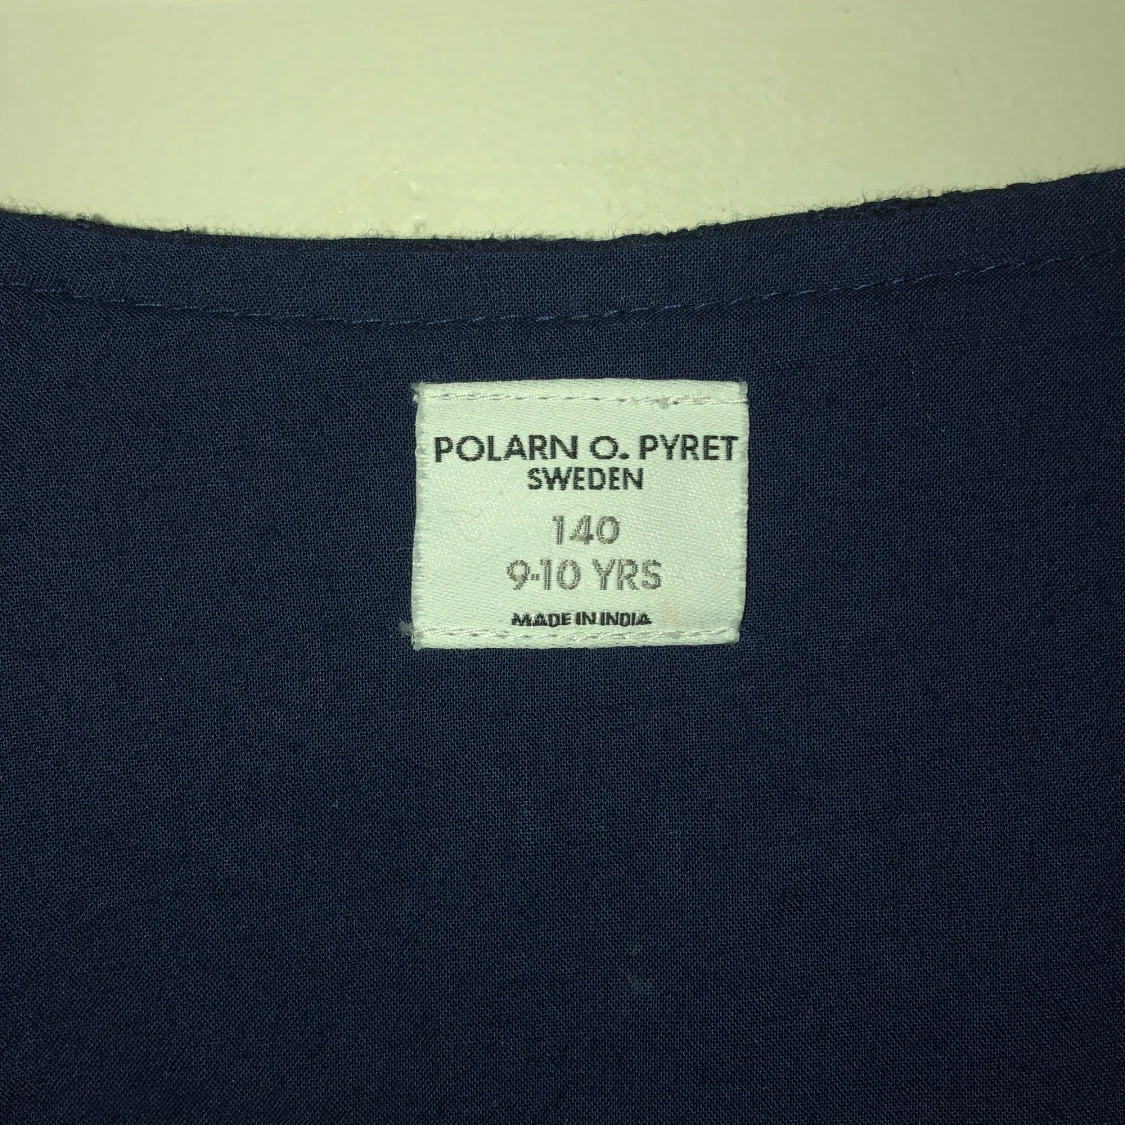 POLARN O. PYRET
SWEDEN
140
9-10 YRS
MADE IN INDIA